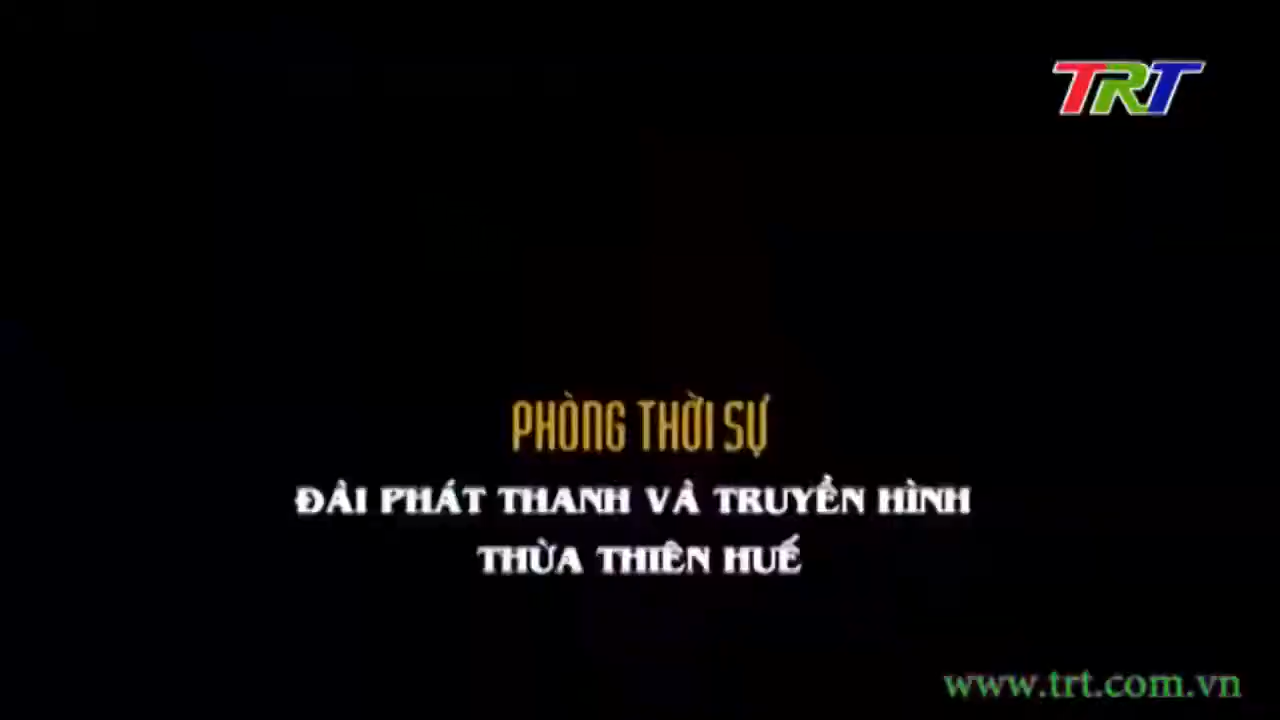 TRT
PHÒNG THỜI SỰ
ĐÀI PHÁT THANH VÀ TRUYỀN HÌNH
THỪA THIÊN HUẾ
www.trt.com.vn